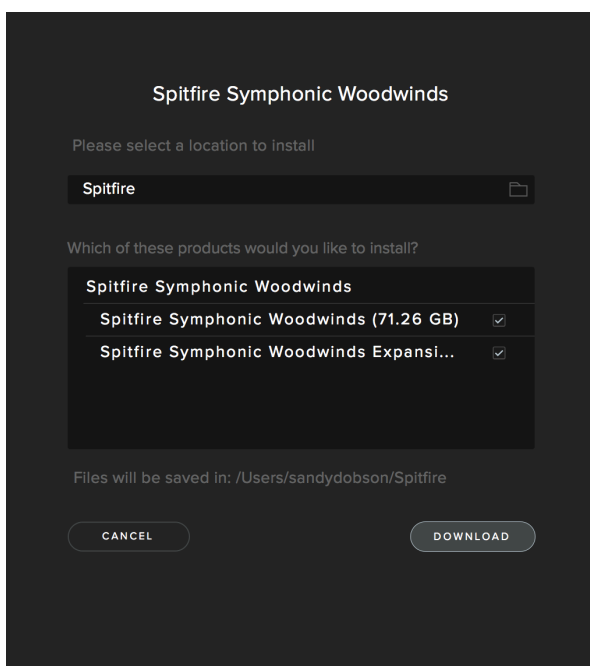 Spitfire Symphonic Woodwinds
Please select a location to install
Spitfire
Which of these products would you like to install?
Spitfire Symphonic Woodwinds
Spitfire Symphonic Woodwinds (71.26 GB)
Spitfire Symphonic Woodwinds Expansi...
Files will be saved in: /Users/sandydobson/Spitfire
CANCEL
DOWNLOAD